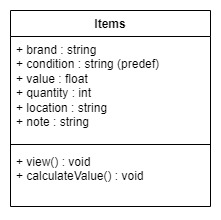 Items
+ brand : string
+ condition : string (predef)
+ value : float
+ quantity : int
+ location : string
+ note : string
+ view() : void
+ calculateValue() : void